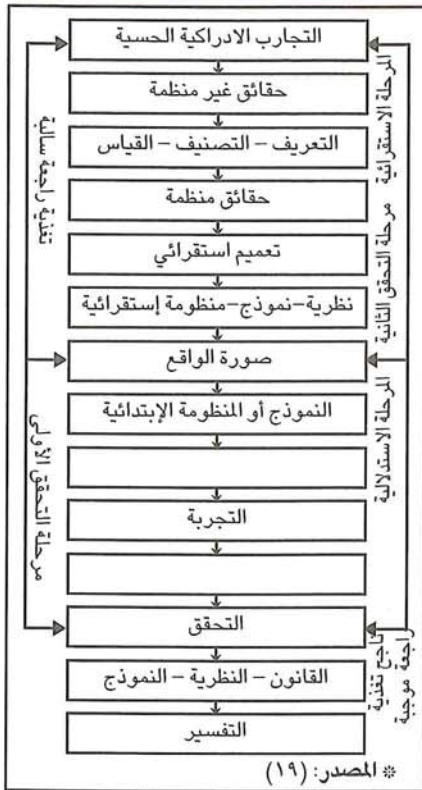 التجارب الادراكية الحسية
حقائق غير منظمة
التعريف – التصنيف – القياس
حقائق منظمة
تعميم استقرائي
نظرية–نموذج–منظومة إستقرائية
صورة الواقع
النموذج أو المنظومة الإبتدائية
التجربة
التحقق
القانون – النظرية – النموذج
التفسير
المرحلة الاستقرائية
مرحلة التحقق الثانية
المرحلة الاستدلالية
ناجح تغذية
راجعة موجبة
تغذية راجعة سالبة
مرحلة التحقق الأولى
* المصدر: (١٩)